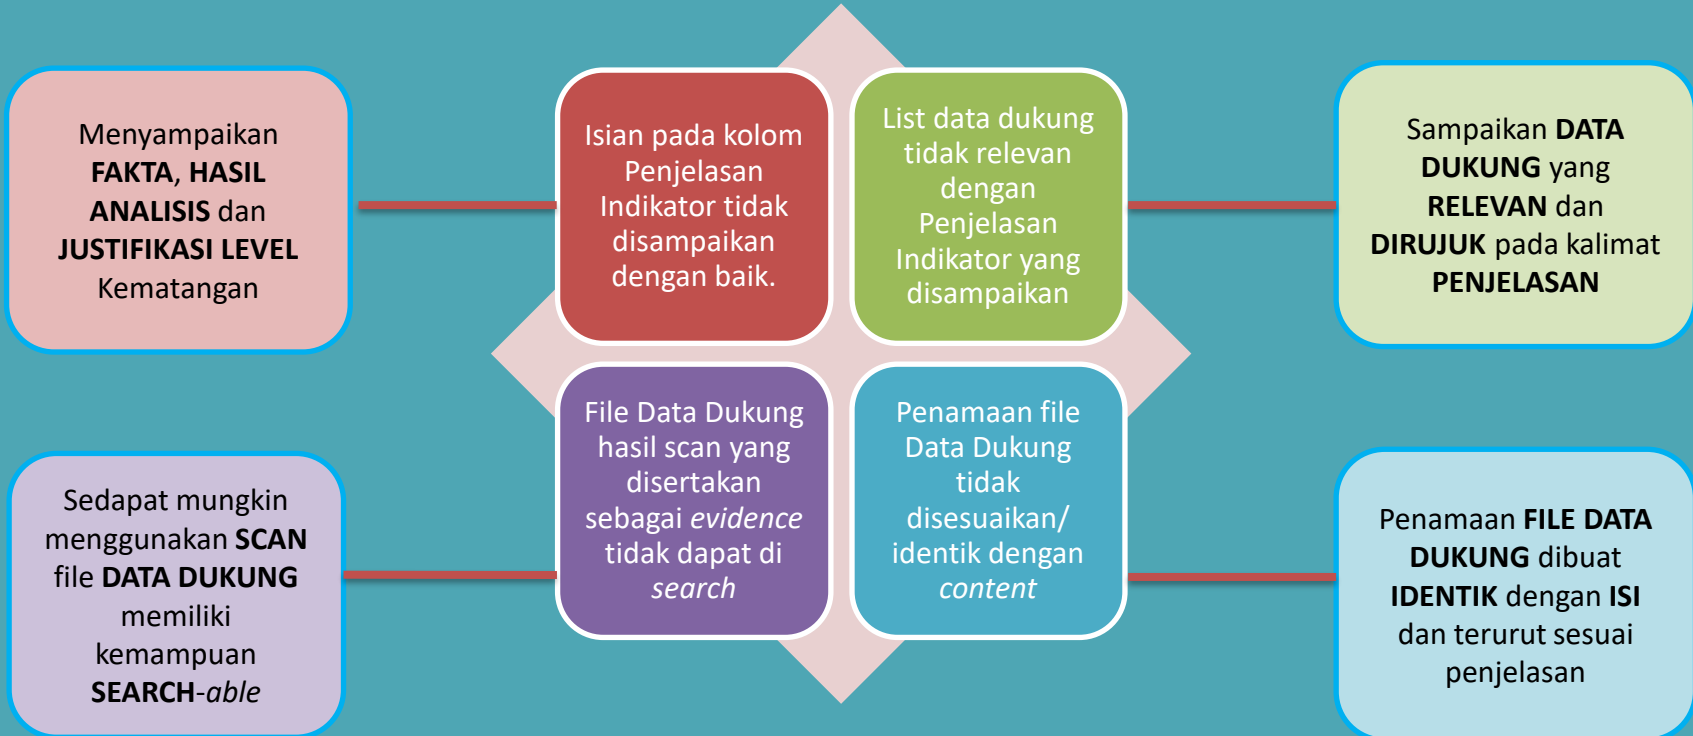 Menyampaikan
FAKTA, HASIL
ANALISIS dan
JUSTIFIKASI LEVEL
Kematangan
Isian pada kolom
Penjelasan
Indikator tidak
disampaikan
dengan baik.
List data dukung
tidak relevan
dengan
Penjelasan
Indikator yang
disampaikan
Sampaikan DATA
DUKUNG yang
RELEVAN dan
DIRUJUK pada kalimat
PENJELASAN
Sedapat mungkin
menggunakan SCAN
file DATA DUKUNG
memiliki
kemampuan
SEARCH-able
File Data Dukung
hasil scan yang
disertakan
sebagai evidence
tidak dapat di
search
Penamaan file
Data Dukung
tidak
disesuaikan/
identik dengan
content
Penamaan FILE DATA
DUKUNG dibuat
IDENTIK dengan ISI
dan terurut sesuai
penjelasan